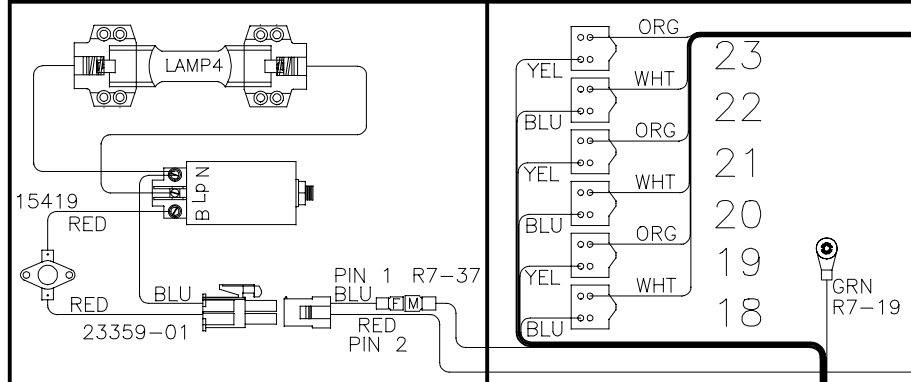 LAMP4
N
Lp
B
15419
RED
RED
BLU
23359-01
PIN 1 R7-37
BLU
F M
RED
PIN 2
ORG
23
YEL
WHT
22
BLU
ORG
21
YEL
WHT
20
BLU
ORG
19
YEL
WHT
18
BLU
GRN
R7-19